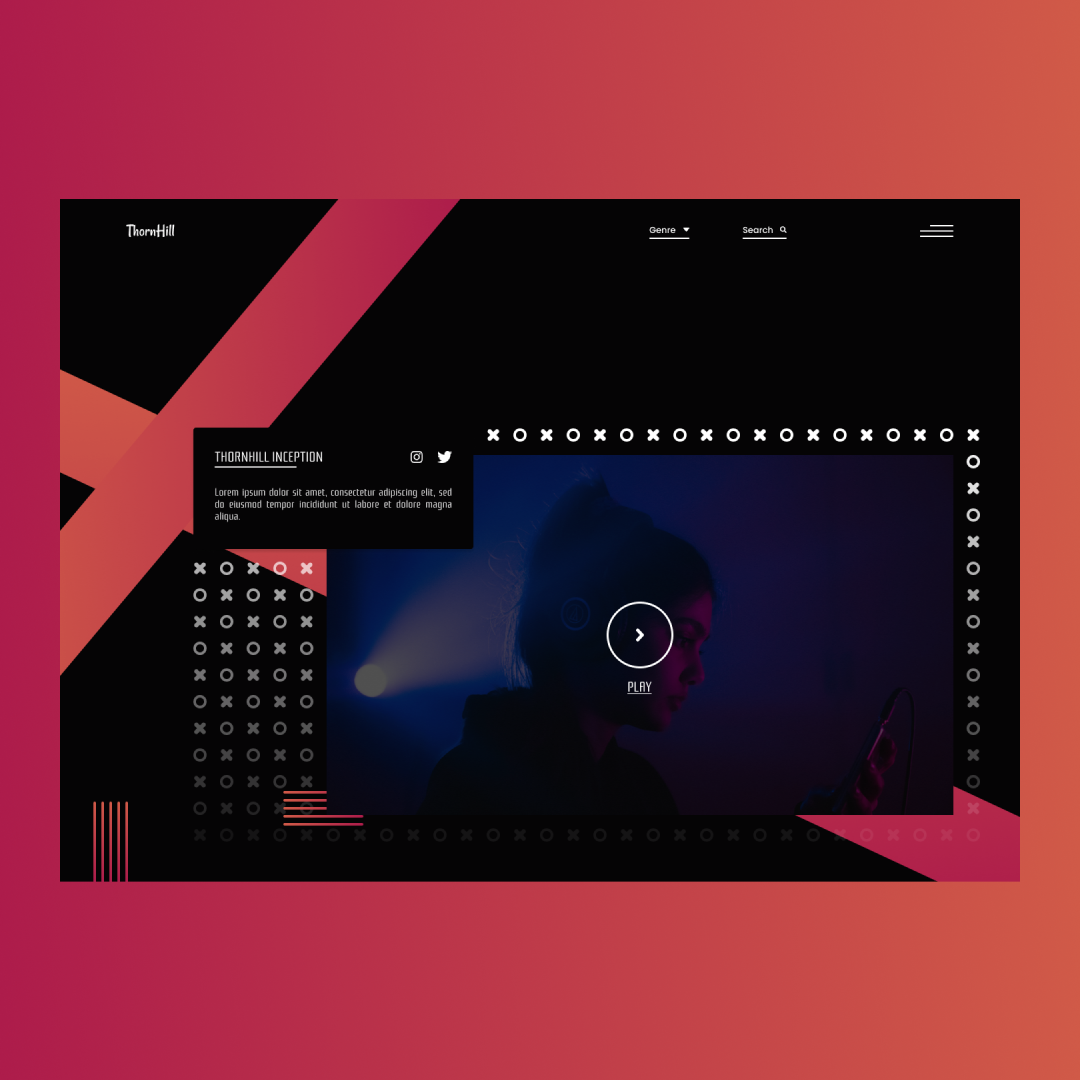 ThornHill
Genre
Search
THORNHILL INCEPTION
Lorem ipsum dolor sit amet, consectetur adipiscing elit, sed
do eiusmod tempor incididunt ut labore et dolore magna
aliqua.
PLAY